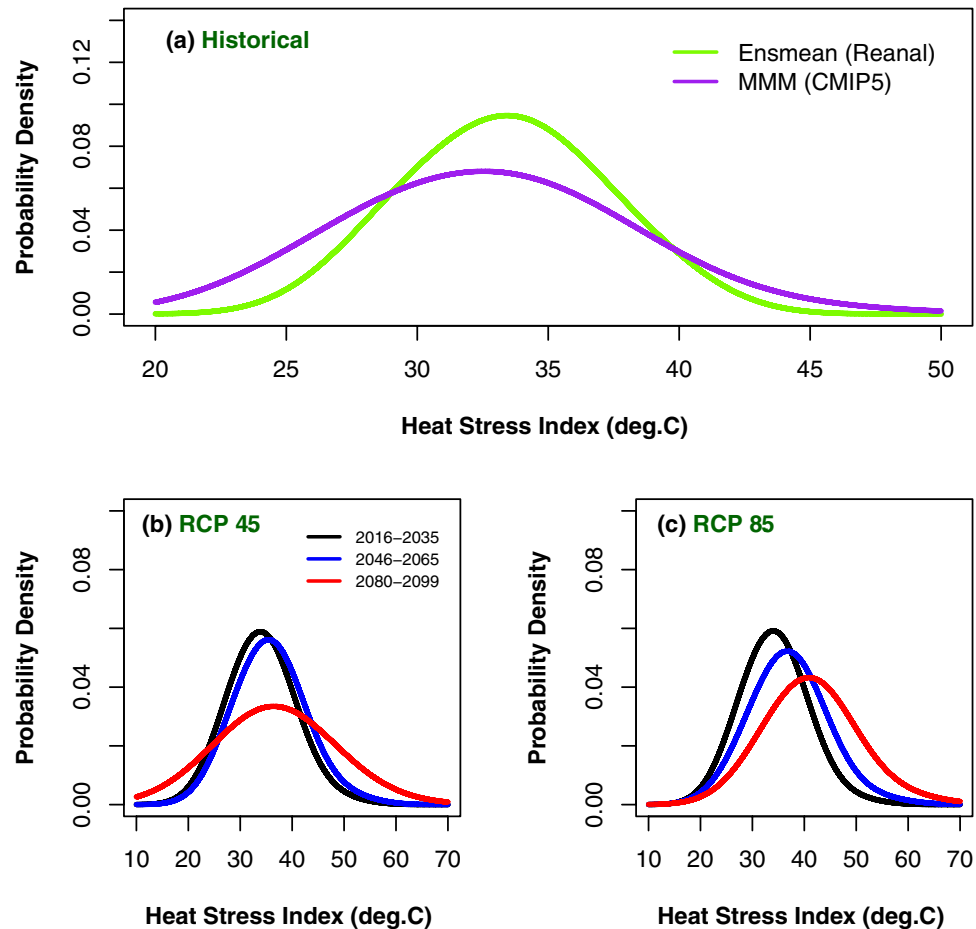 (a) Historical
Ensmean (Reanal)
MMM (CMIP5)
Probability Density
0.00 0.04 0.08 0.12
20 25 30 35 40 45 50
Heat Stress Index (deg.C)
(b) RCP 45
2016−2035
2046−2065
2080−2099
Probability Density
0.00 0.04 0.08
10 20 30 40 50 60 70
Heat Stress Index (deg.C)
(c) RCP 85
Probability Density
0.00 0.04 0.08
10 20 30 40 50 60 70
Heat Stress Index (deg.C)